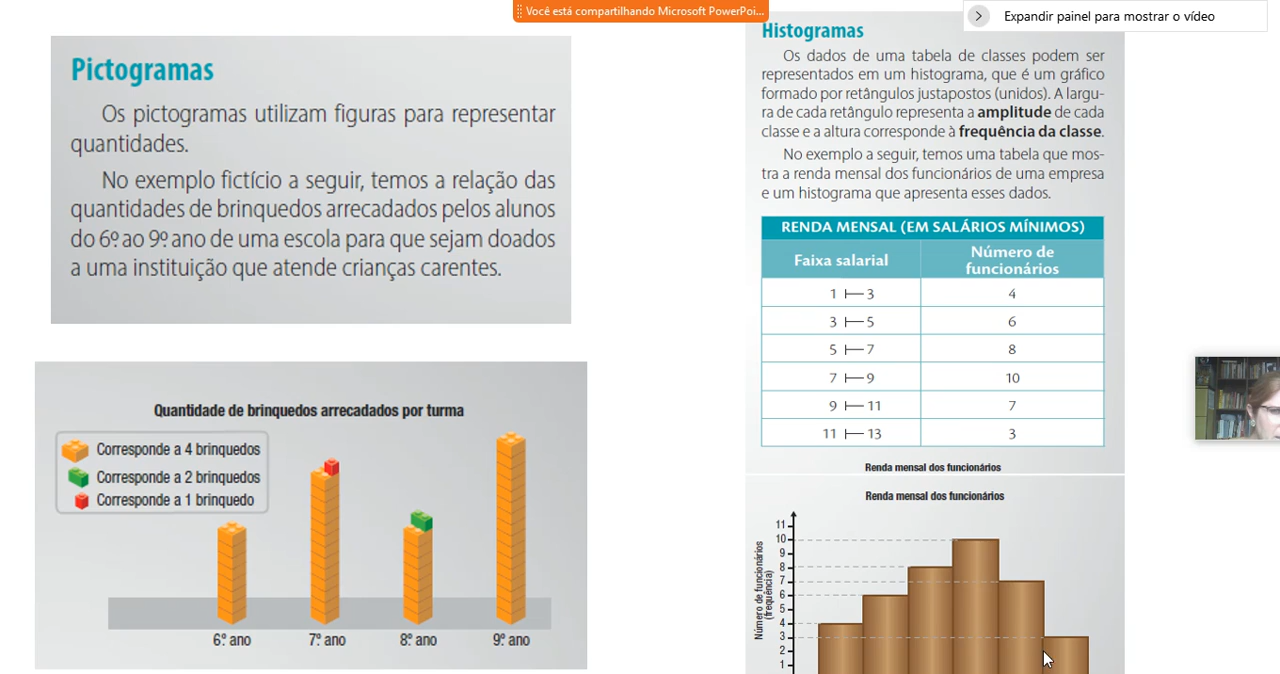 Você está compartilhando Microsoft PowerPoi...
Expandir painel para mostrar o vídeo
Pictogramas
Os pictogramas utilizam figuras para representar
quantidades.
No exemplo fictício a seguir, temos a relação das
quantidades de brinquedos arrecadados pelos alunos
do 6º ao 9º ano de uma escola para que sejam doados
a uma instituição que atende crianças carentes.
Quantidade de brinquedos arrecadados por turma
Corresponde a 4 brinquedos
Corresponde a 2 brinquedos
Corresponde a 1 brinquedo
6º. ano 7º. ano 8º. ano 9º. ano
Histogramas
Os dados de uma tabela de classes podem ser
representados em um histograma, que é um gráfico
formado por retângulos justapostos (unidos). A largu-
ra de cada retângulo representa a amplitude de cada
classe e a altura corresponde à frequência da classe.
No exemplo a seguir, temos uma tabela que mos-
tra a renda mensal dos funcionários de uma empresa
e um histograma que apresenta esses dados.
RENDA MENSAL (EM SALÁRIOS MÍNIMOS)
Faixa salarial Número de
funcionários
1 ⊢ 3 4
3 ⊢ 5 6
5 ⊢ 7 8
7 ⊢ 9 10
9 ⊢ 11 7
11 ⊢ 13 3
Renda mensal dos funcionários
Renda mensal dos funcionários
Número de funcionários
(frequência)
11
10
9
8
7
6
5
4
3
2
1